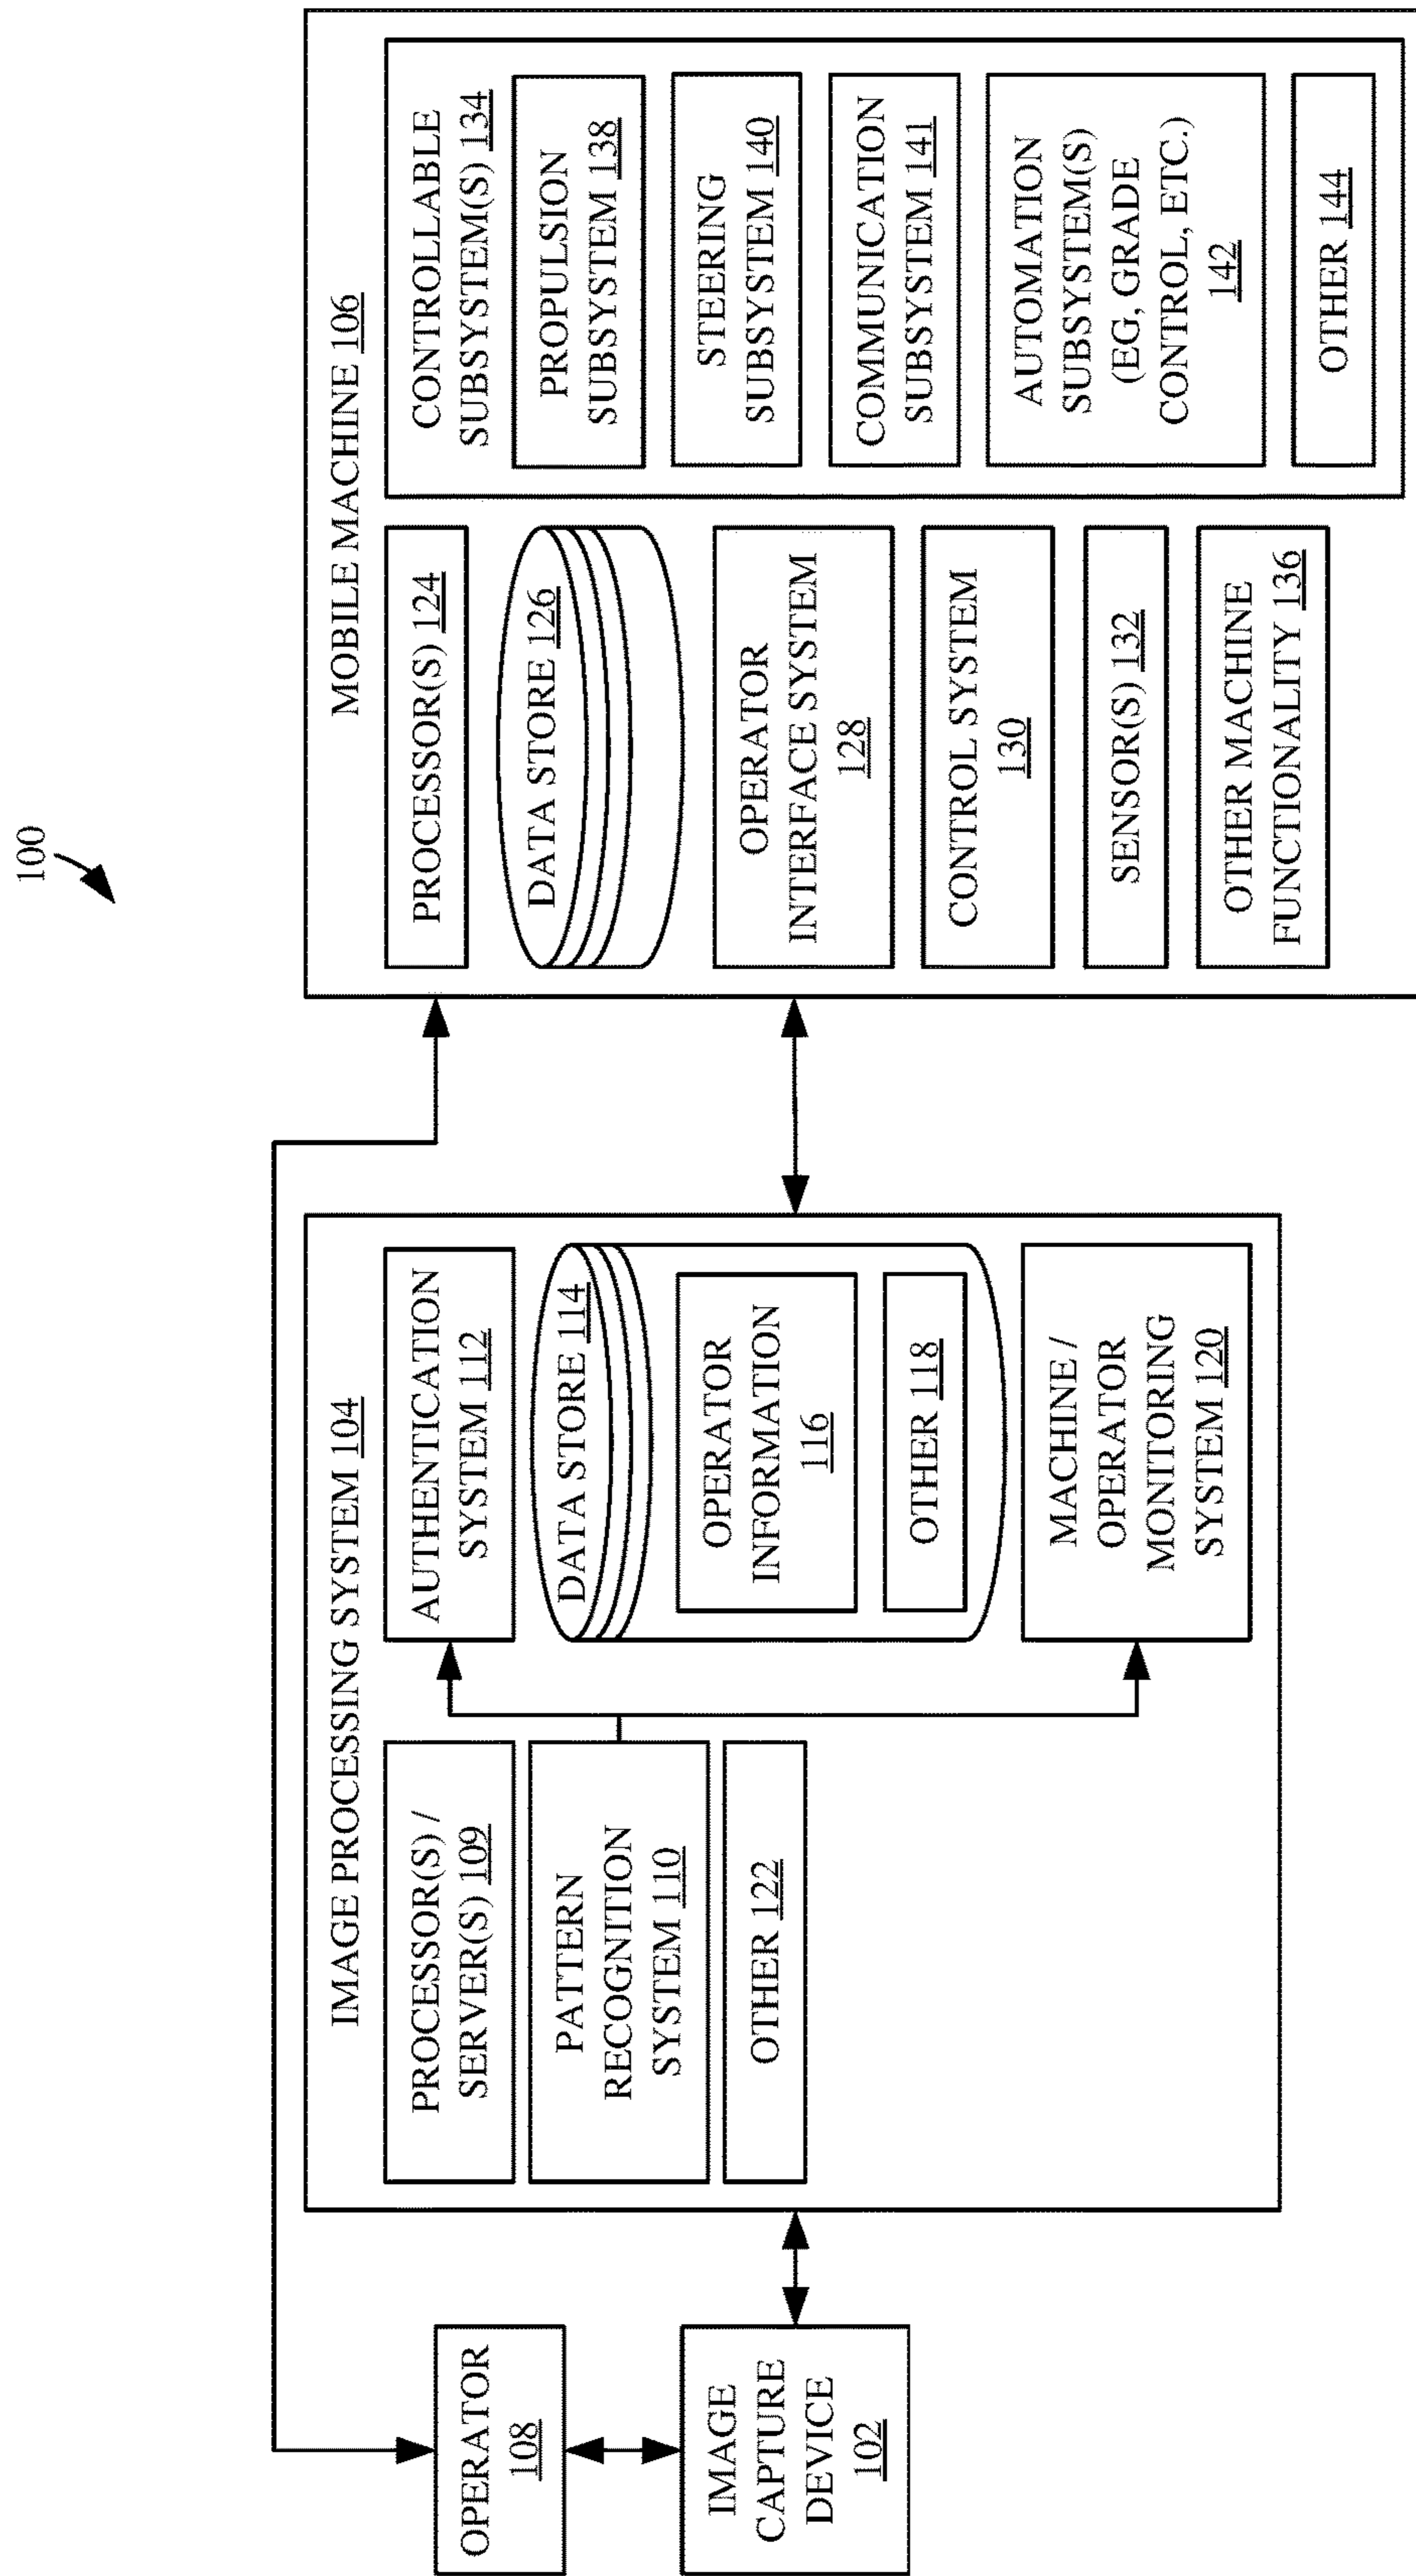 100
OPERATOR
108
IMAGE
CAPTURE
DEVICE
102
IMAGE PROCESSING SYSTEM 104
PROCESSOR(S) /
SERVER(S) 109
PATTERN
RECOGNITION
SYSTEM 110
OTHER 122
AUTHENTICATION
SYSTEM 112
DATA STORE 114
OPERATOR
INFORMATION
116
OTHER 118
MACHINE /
OPERATOR
MONITORING
SYSTEM 120
MOBILE MACHINE 106
PROCESSOR(S) 124
DATA STORE 126
OPERATOR
INTERFACE SYSTEM
128
CONTROL SYSTEM
130
SENSOR(S) 132
OTHER MACHINE
FUNCTIONALITY 136
CONTROLLABLE
SUBSYSTEM(S) 134
PROPULSION
SUBSYSTEM 138
STEERING
SUBSYSTEM 140
COMMUNICATION
SUBSYSTEM 141
AUTOMATION
SUBSYSTEM(S)
(EG, GRADE
CONTROL, ETC.)
142
OTHER 144